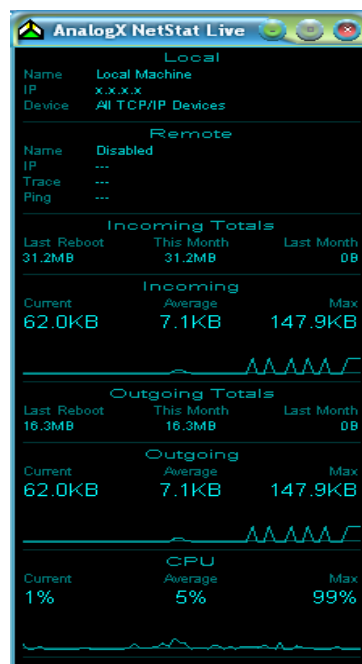 AnalogX NetStat Live
Local
Name Local Machine
IP x.x.x.x
Device All TCP/IP Devices
Remote
Name Disabled
IP ---
Trace ---
Ping ---
Incoming Totals
Last Reboot This Month Last Month
31.2MB 31.2MB 0B
Incoming
Current Average Max
62.0KB 7.1KB 147.9KB
Outgoing Totals
Last Reboot This Month Last Month
16.3MB 16.3MB 0B
Outgoing
Current Average Max
62.0KB 7.1KB 147.9KB
CPU
Current Average Max
1% 5% 99%